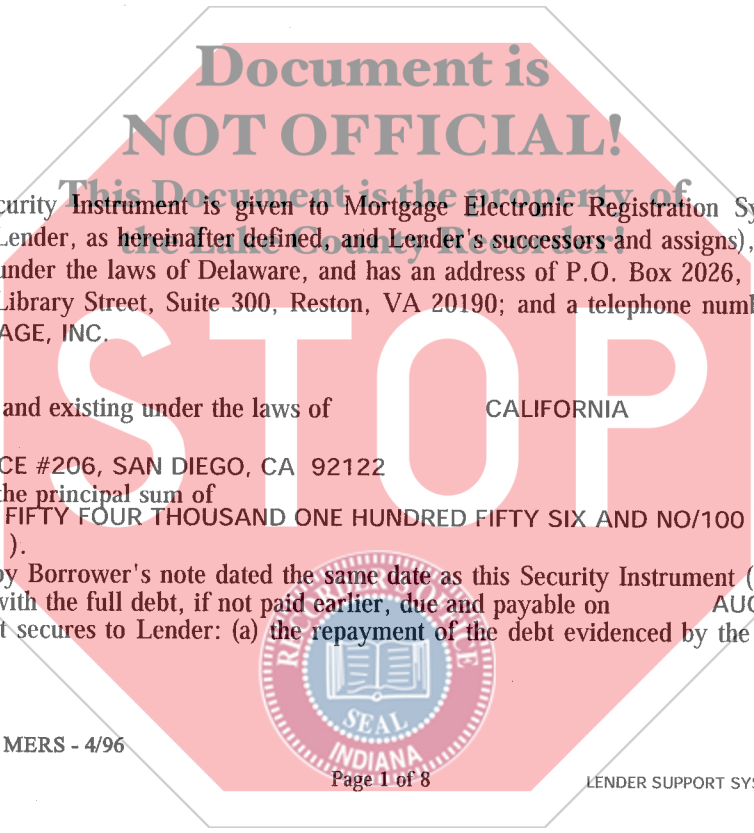 Document is
NOT OFFICIAL!
This Document is the property of
the Lake County Recorder!
curity Instrument is given to Mortgage Electronic Registration Sy
Lender, as hereinafter defined, and Lender's successors and assigns),
under the laws of Delaware, and has an address of P.O. Box 2026,
Library Street, Suite 300, Reston, VA 20190; and a telephone num
AGE, INC.
STOP
and existing under the laws of CALIFORNIA
CE #206, SAN DIEGO, CA 92122
the principal sum of
FIFTY FOUR THOUSAND ONE HUNDRED FIFTY SIX AND NO/100
).
by Borrower's note dated the same date as this Security Instrument (
with the full debt, if not paid earlier, due and payable on AUG
t secures to Lender: (a) the repayment of the debt evidenced by the
RECORDER'S OFFICE
SEAL
INDIANA
MERS - 4/96
Page 1 of 8
LENDER SUPPORT SYS